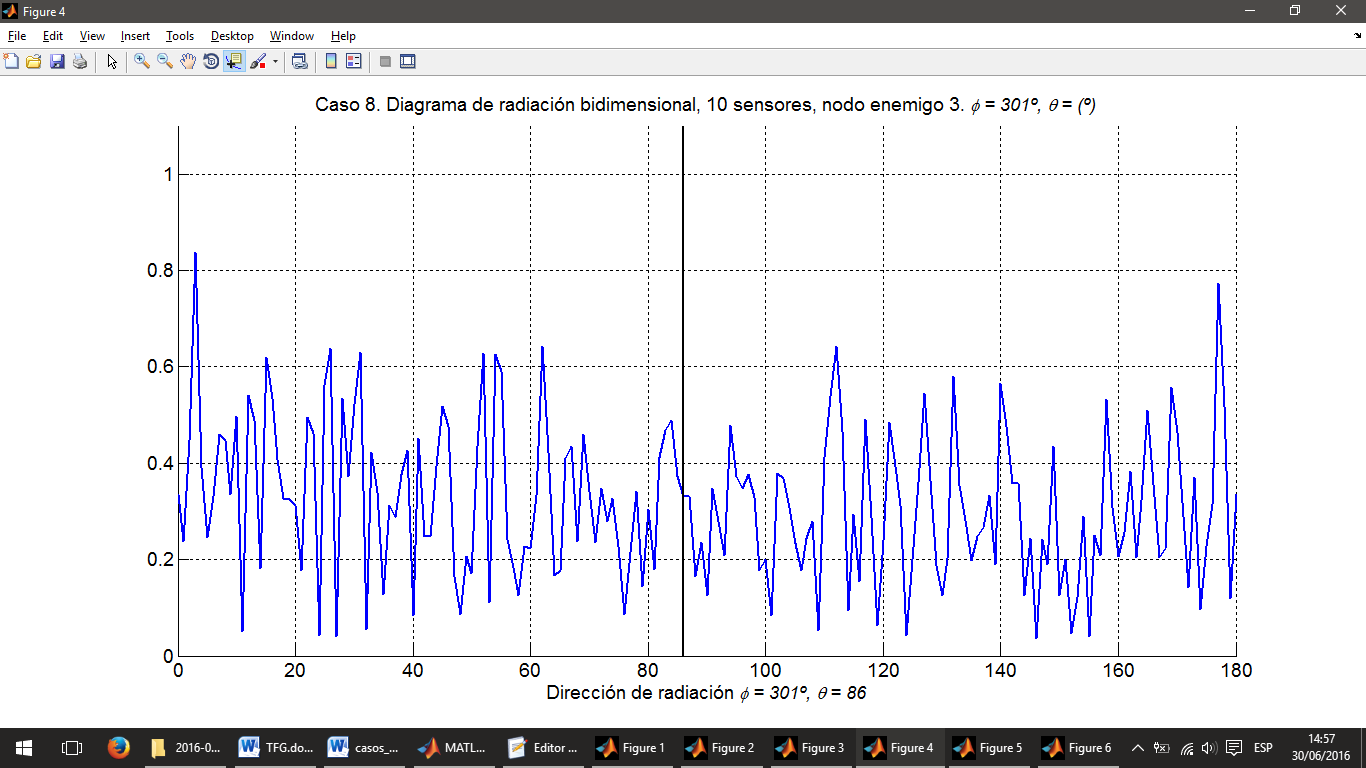 Figure 4
File Edit View Insert Tools Desktop Window Help
Caso 8. Diagrama de radiación bidimensional, 10 sensores, nodo enemigo 3. ϕ = 301º, θ = (º)
1
0.8
0.6
0.4
0.2
0
0 20 40 60 80 100 120 140 160 180
Dirección de radiación ϕ = 301º, θ = 86
2016-0... TFG.do... casos_... MATL... Editor ... Figure 1 Figure 2 Figure 3 Figure 4 Figure 5 Figure 6 ESP 14:57
30/06/2016